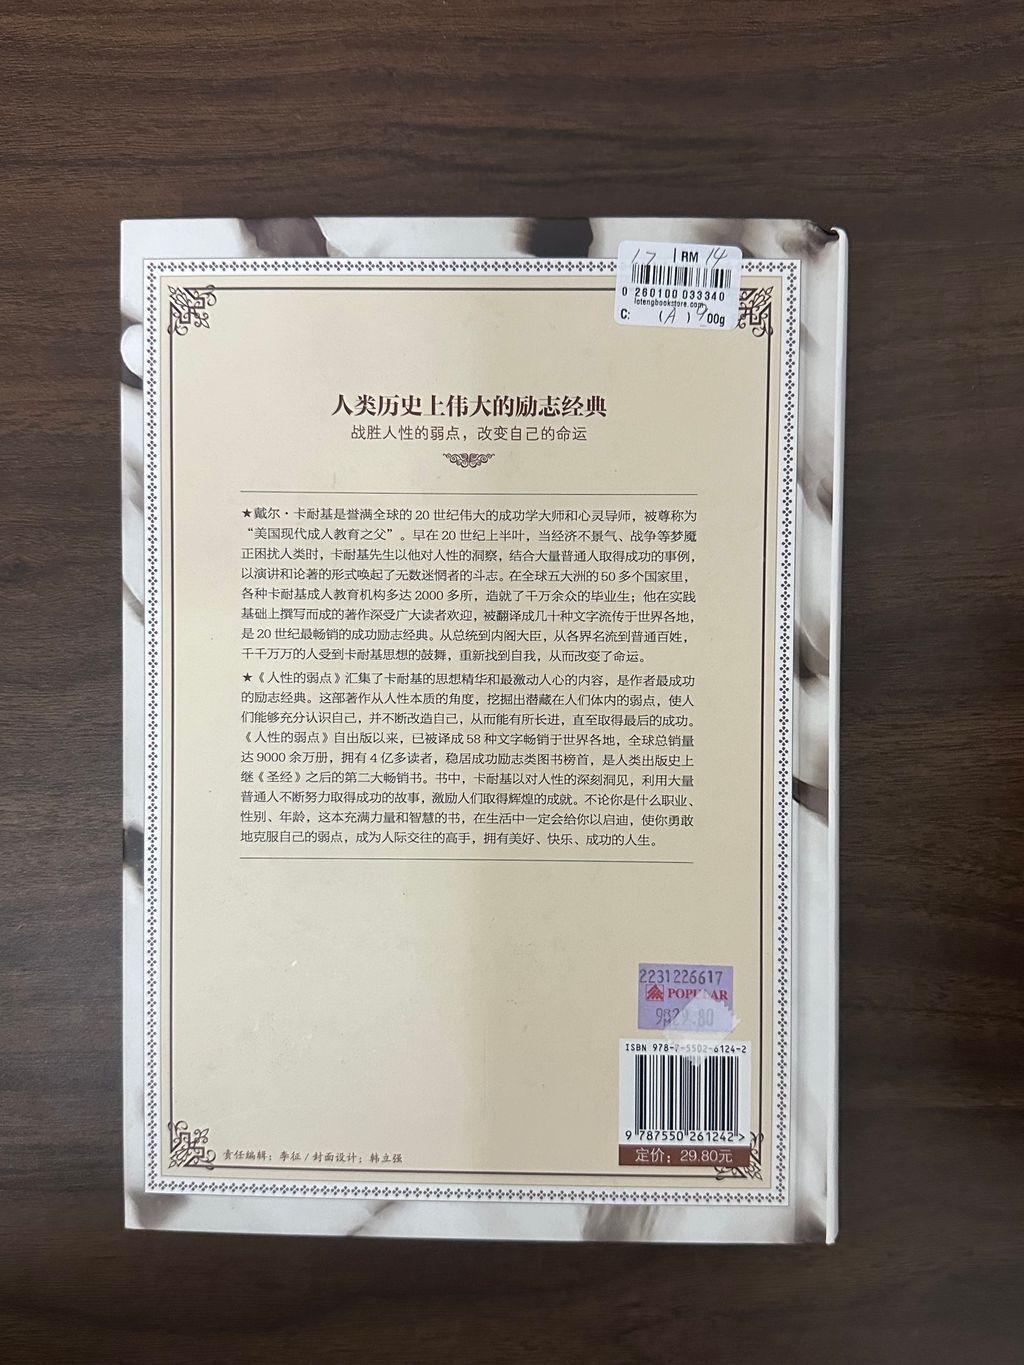 17 RM 14
0 260100 033340
lotengbookstore.com
C: (A) 9 00g
人类历史上伟大的励志经典
战胜人性的弱点，改变自己的命运
★戴尔·卡耐基是誉满全球的 20 世纪伟大的成功学大师和心灵导师，被尊称为
“美国现代成人教育之父”。早在 20 世纪上半叶，当经济不景气、战争等梦魇
正困扰人类时，卡耐基先生以他对人性的洞察，结合大量普通人取得成功的事例，
以演讲和论著的形式唤起了无数迷惘者的斗志。在全球五大洲的 50 多个国家里，
各种卡耐基成人教育机构多达 2000 多所，造就了千万余众的毕业生；他在实践
基础上撰写而成的著作深受广大读者欢迎，被翻译成几十种文字流传于世界各地，
是 20 世纪最畅销的成功励志经典。从总统到内阁大臣，从各界名流到普通百姓，
千千万万的人受到卡耐基思想的鼓舞，重新找到自我，从而改变了命运。
★《人性的弱点》汇集了卡耐基的思想精华和最激动人心的内容，是作者最成功
的励志经典。这部著作从人性本质的角度，挖掘出潜藏在人们体内的弱点，使人
们能够充分认识自己，并不断改造自己，从而能有所长进，直至取得最后的成功。
《人性的弱点》自出版以来，已被译成 58 种文字畅销于世界各地，全球总销量
达 9000 余万册，拥有 4 亿多读者，稳居成功励志类图书榜首，是人类出版史上
继《圣经》之后的第二大畅销书。书中，卡耐基以对人性的深刻洞见，利用大量
普通人不断努力取得成功的故事，激励人们取得辉煌的成就。不论你是什么职业、
性别、年龄，这本充满力量和智慧的书，在生活中一定会给你以启迪，使你勇敢
地克服自己的弱点，成为人际交往的高手，拥有美好、快乐、成功的人生。
2231226617
POPULAR
29.80
ISBN 978-7-5502-6124-2
9 787550 261242 >
定价：29.80元
责任编辑：李征 / 封面设计：韩立强